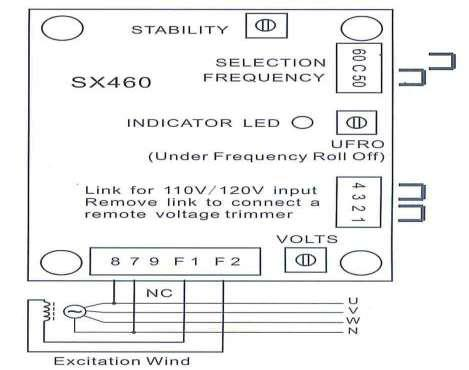 STABILITY
SELECTION
FREQUENCY
60 C 50
SX460
INDICATOR LED
UFRO
(Under Frequency Roll Off)
Link for 110V/120V input
Remove link to connect a
remote voltage trimmer
4 3 2 1
VOLTS
8 7 9 F1 F2
NC
U
V
W
N
Excitation Wind